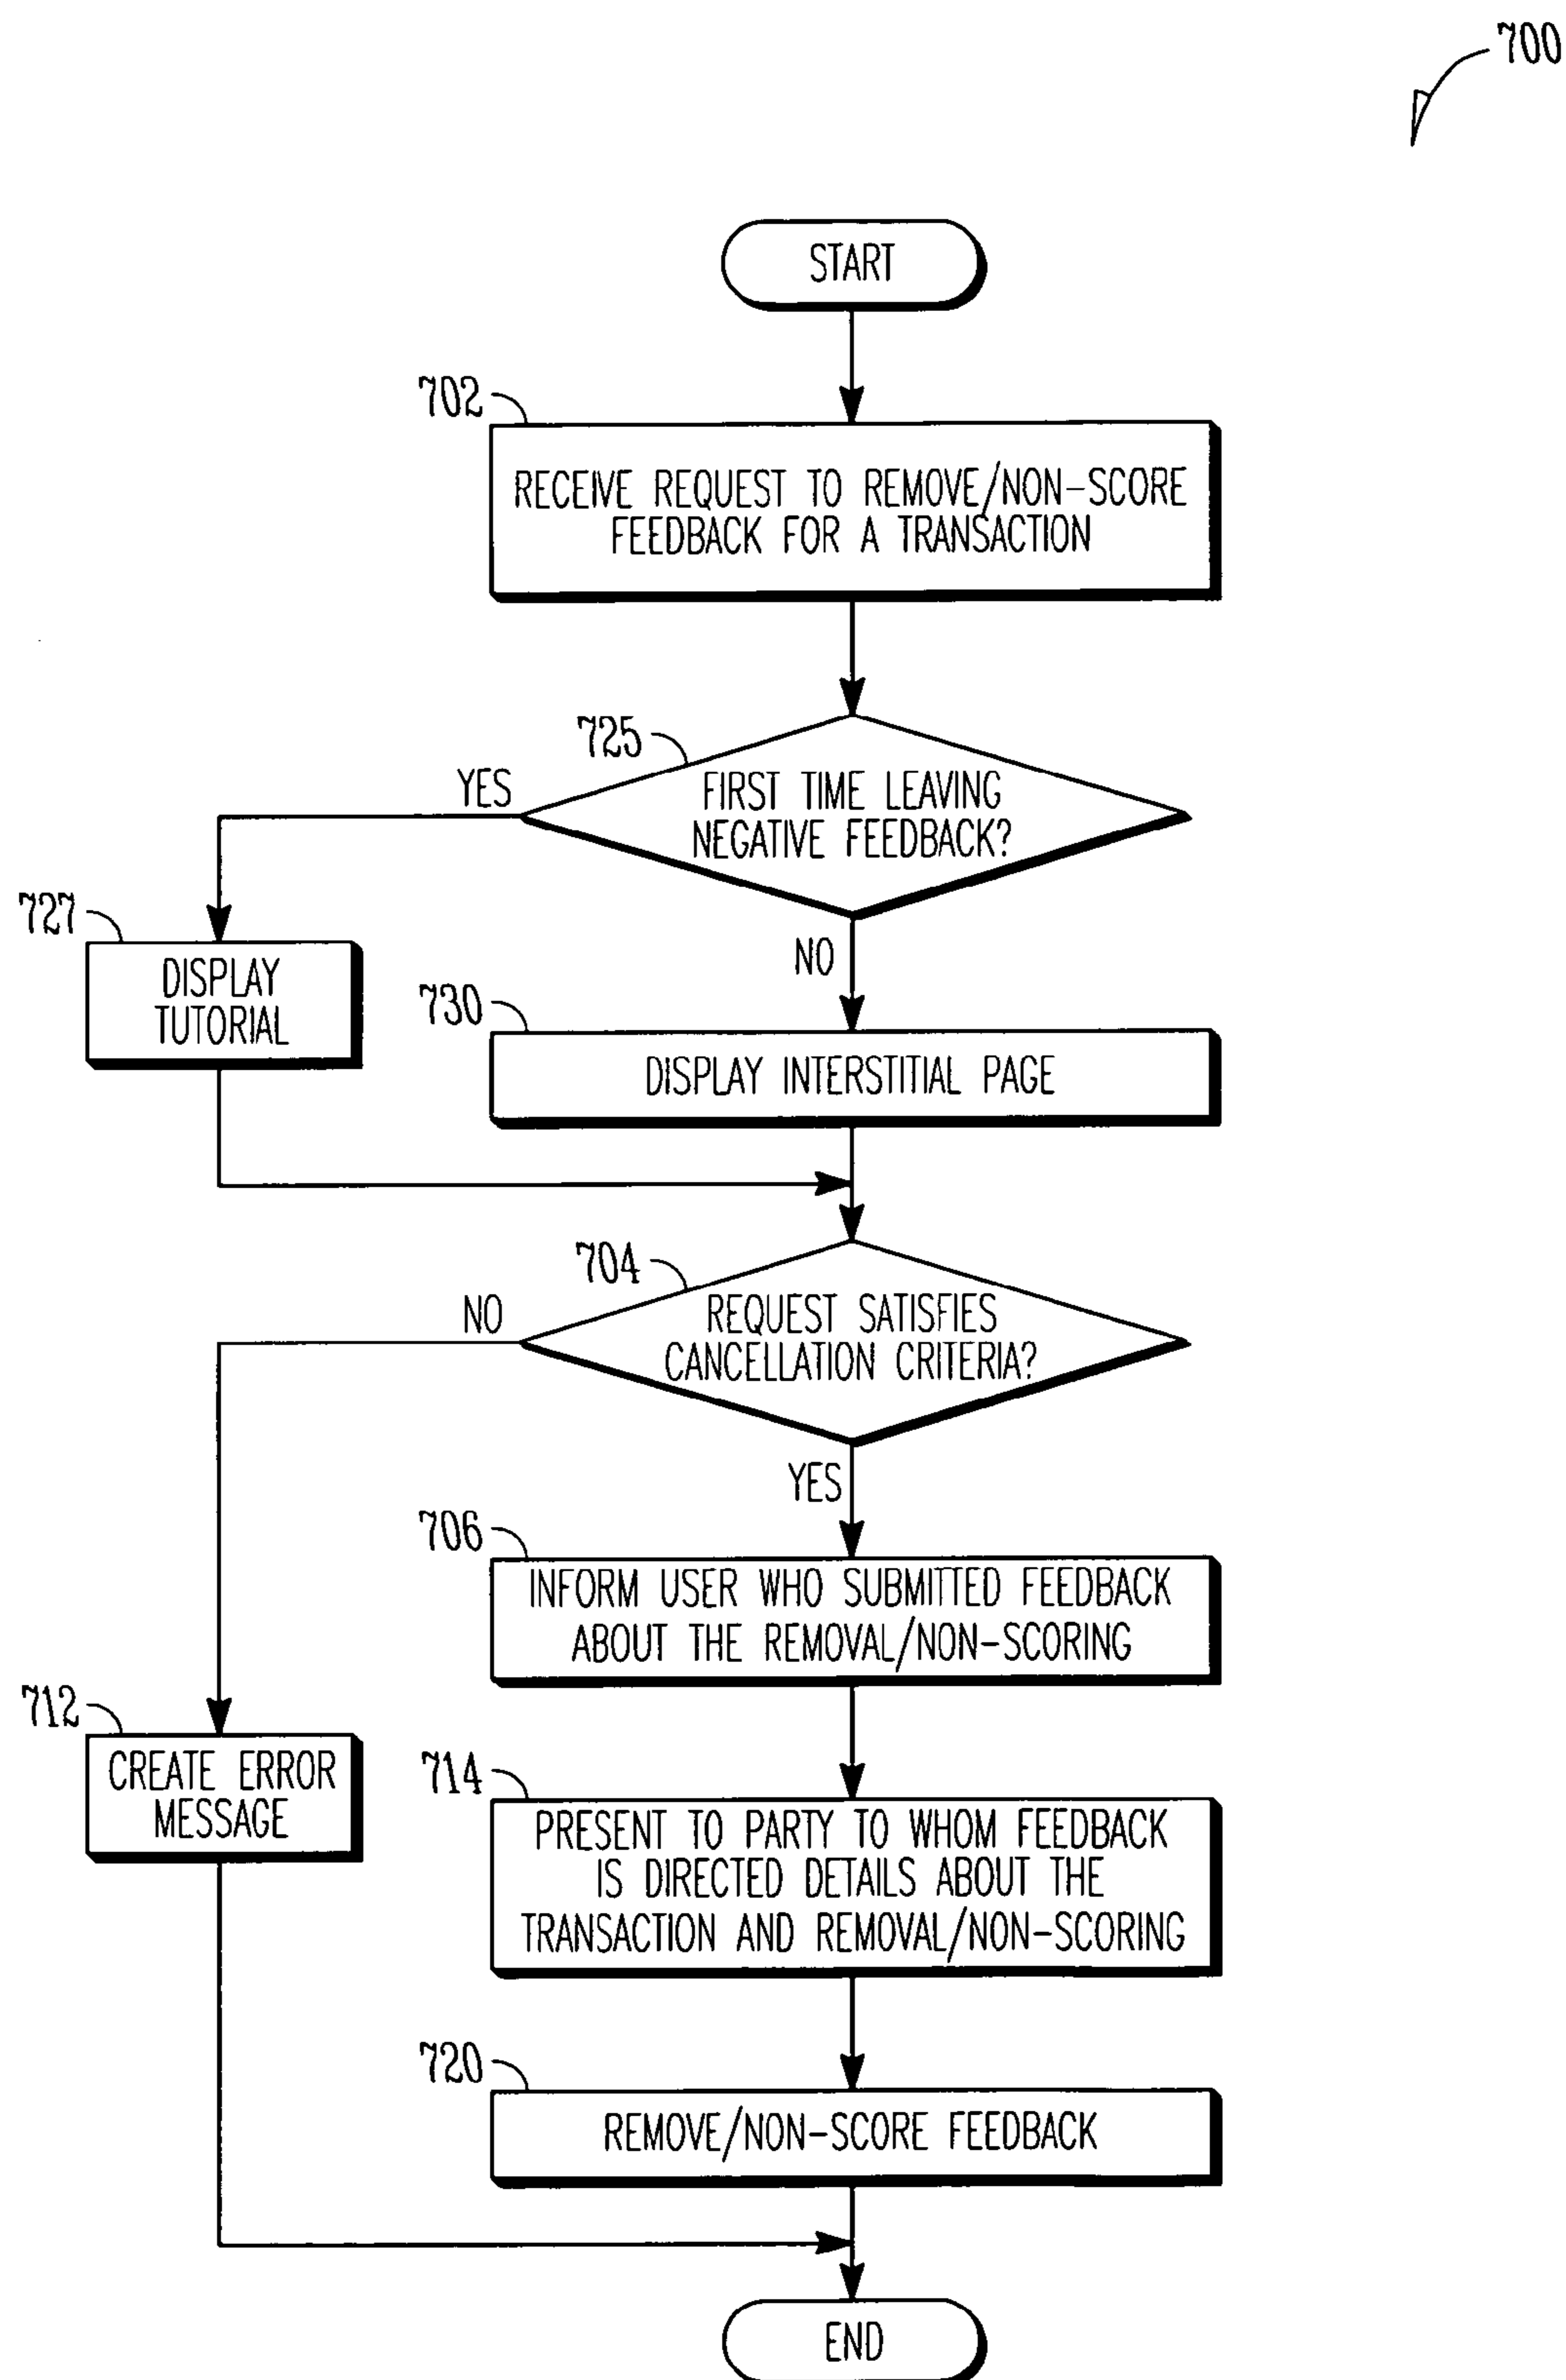 700
START
702
RECEIVE REQUEST TO REMOVE/NON-SCORE
FEEDBACK FOR A TRANSACTION
725
YES
FIRST TIME LEAVING
NEGATIVE FEEDBACK?
727
DISPLAY
TUTORIAL
NO
730
DISPLAY INTERSTITIAL PAGE
704
NO
REQUEST SATISFIES
CANCELLATION CRITERIA?
YES
706
INFORM USER WHO SUBMITTED FEEDBACK
ABOUT THE REMOVAL/NON-SCORING
712
CREATE ERROR
MESSAGE
714
PRESENT TO PARTY TO WHOM FEEDBACK
IS DIRECTED DETAILS ABOUT THE
TRANSACTION AND REMOVAL/NON-SCORING
720
REMOVE/NON-SCORE FEEDBACK
END